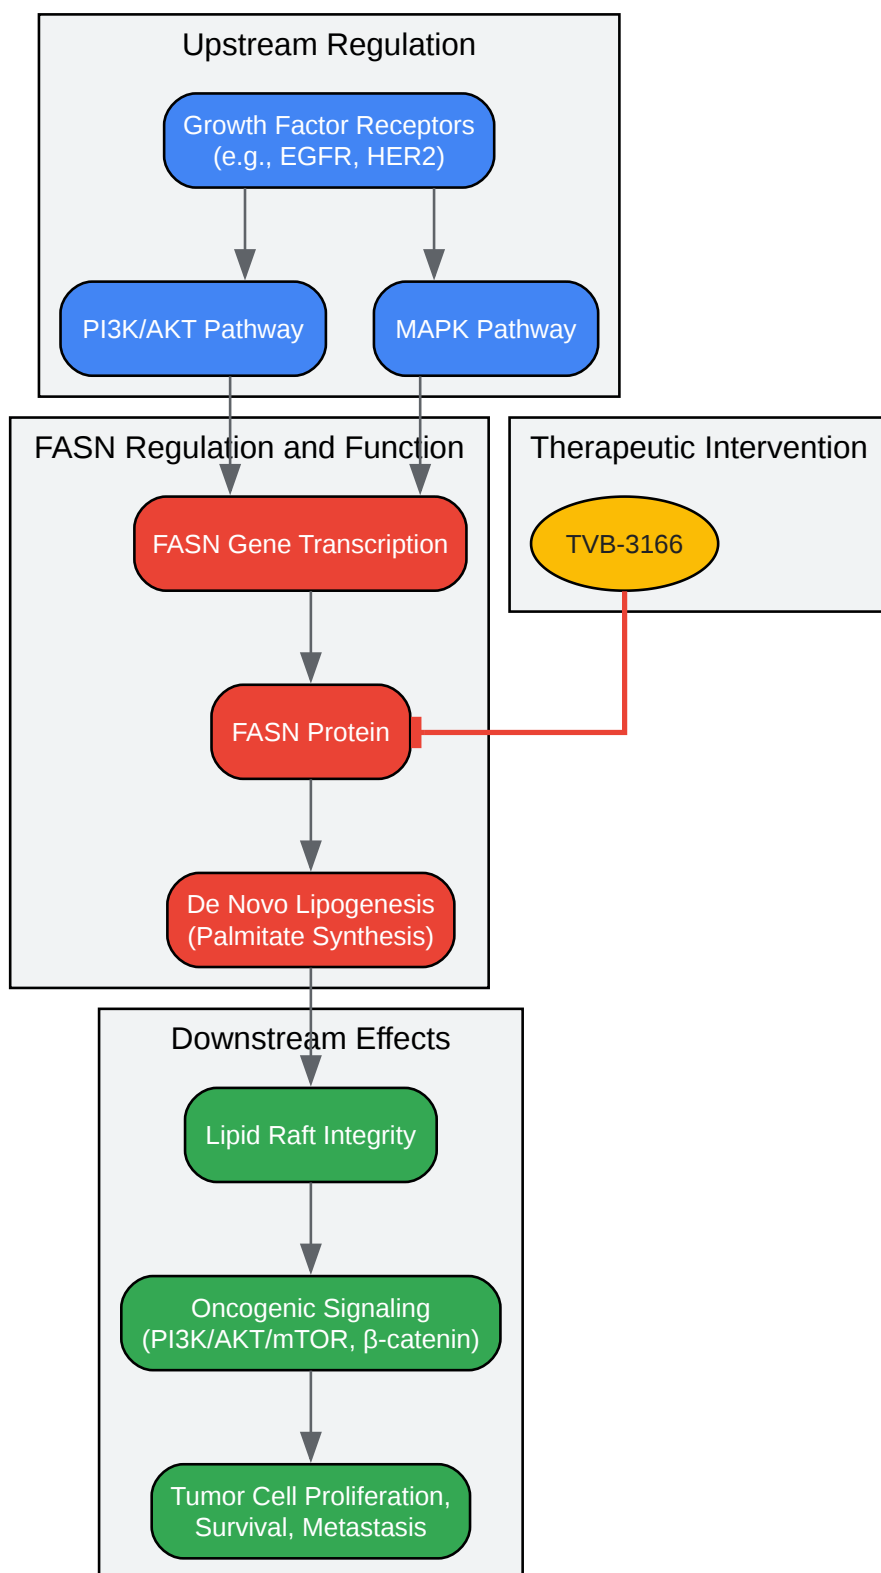 Upstream Regulation
Growth Factor Receptors
(e.g., EGFR, HER2)
PI3K/AKT Pathway
MAPK Pathway
FASN Regulation and Function
Therapeutic Intervention
FASN Gene Transcription
TVB-3166
FASN Protein
De Novo Lipogenesis
(Palmitate Synthesis)
Downstream Effects
Lipid Raft Integrity
Oncogenic Signaling
(PI3K/AKT/mTOR, β-catenin)
Tumor Cell Proliferation,
Survival, Metastasis